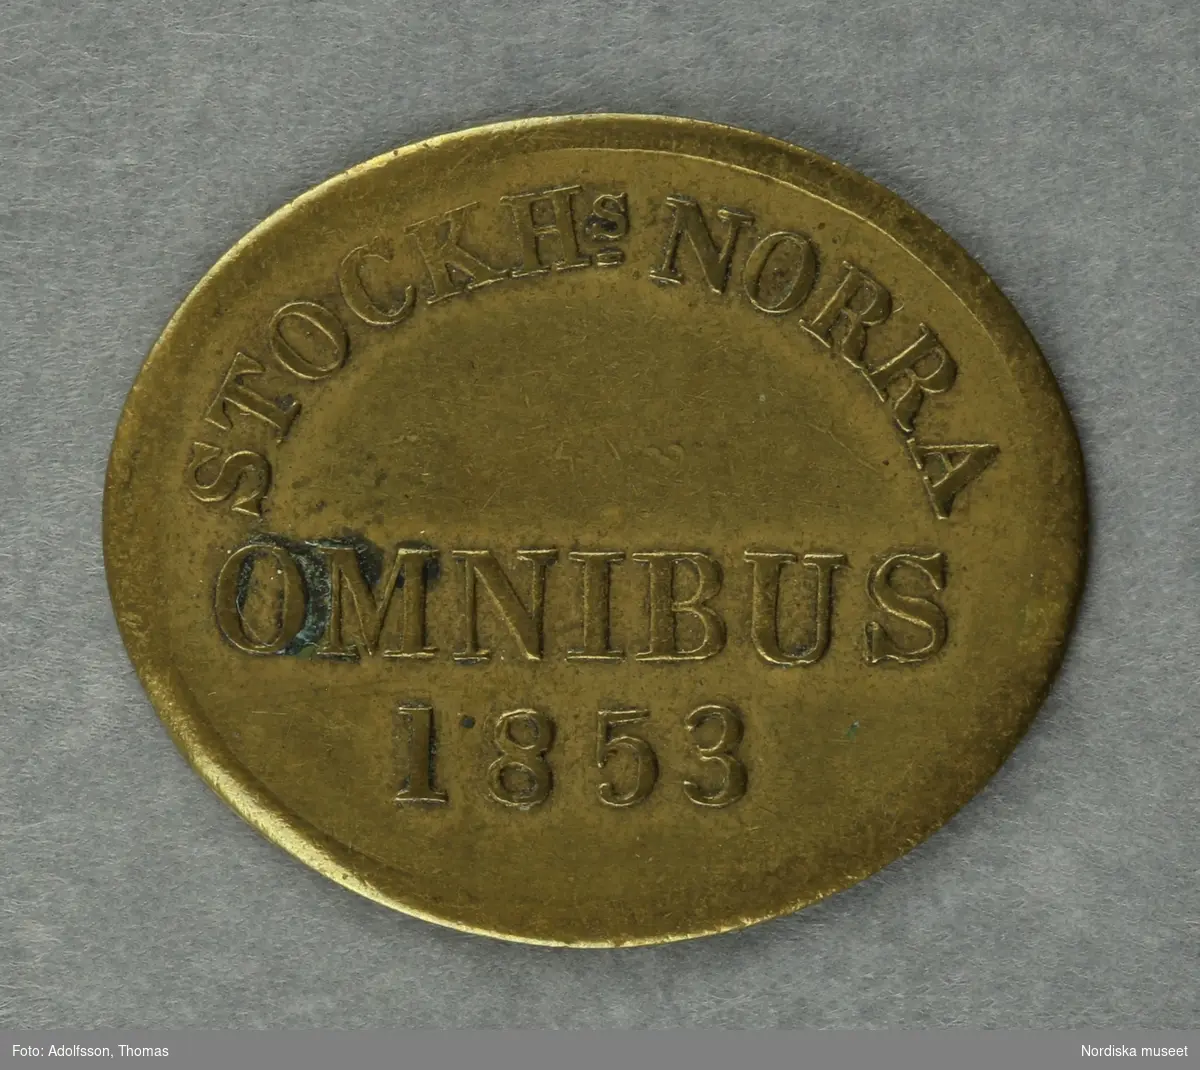 STOCKHS NORRA
OMNIBUS
1853
Foto: Adolfsson, Thomas
Nordiska museet